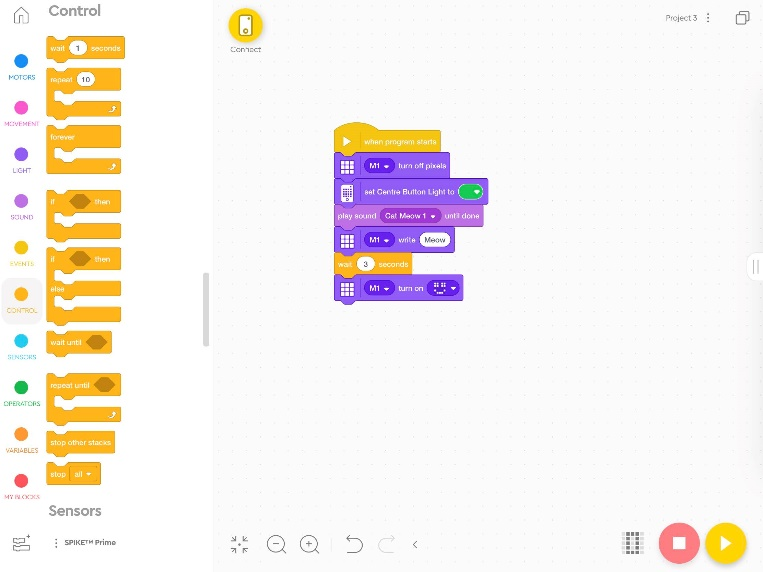 Control
Project 3
Connect
wait 1 seconds
MOTORS
repeat 10
MOVEMENT
forever
LIGHT
if then
SOUND
EVENTS
if then
else
CONTROL
wait until
SENSORS
repeat until
OPERATORS
VARIABLES
stop other stacks
stop all
MY BLOCKS
Sensors
SPIKE™ Prime
when program starts
M1 turn off pixels
set Centre Button Light to
play sound Cat Meow 1 until done
M1 write Meow
wait 3 seconds
M1 turn on